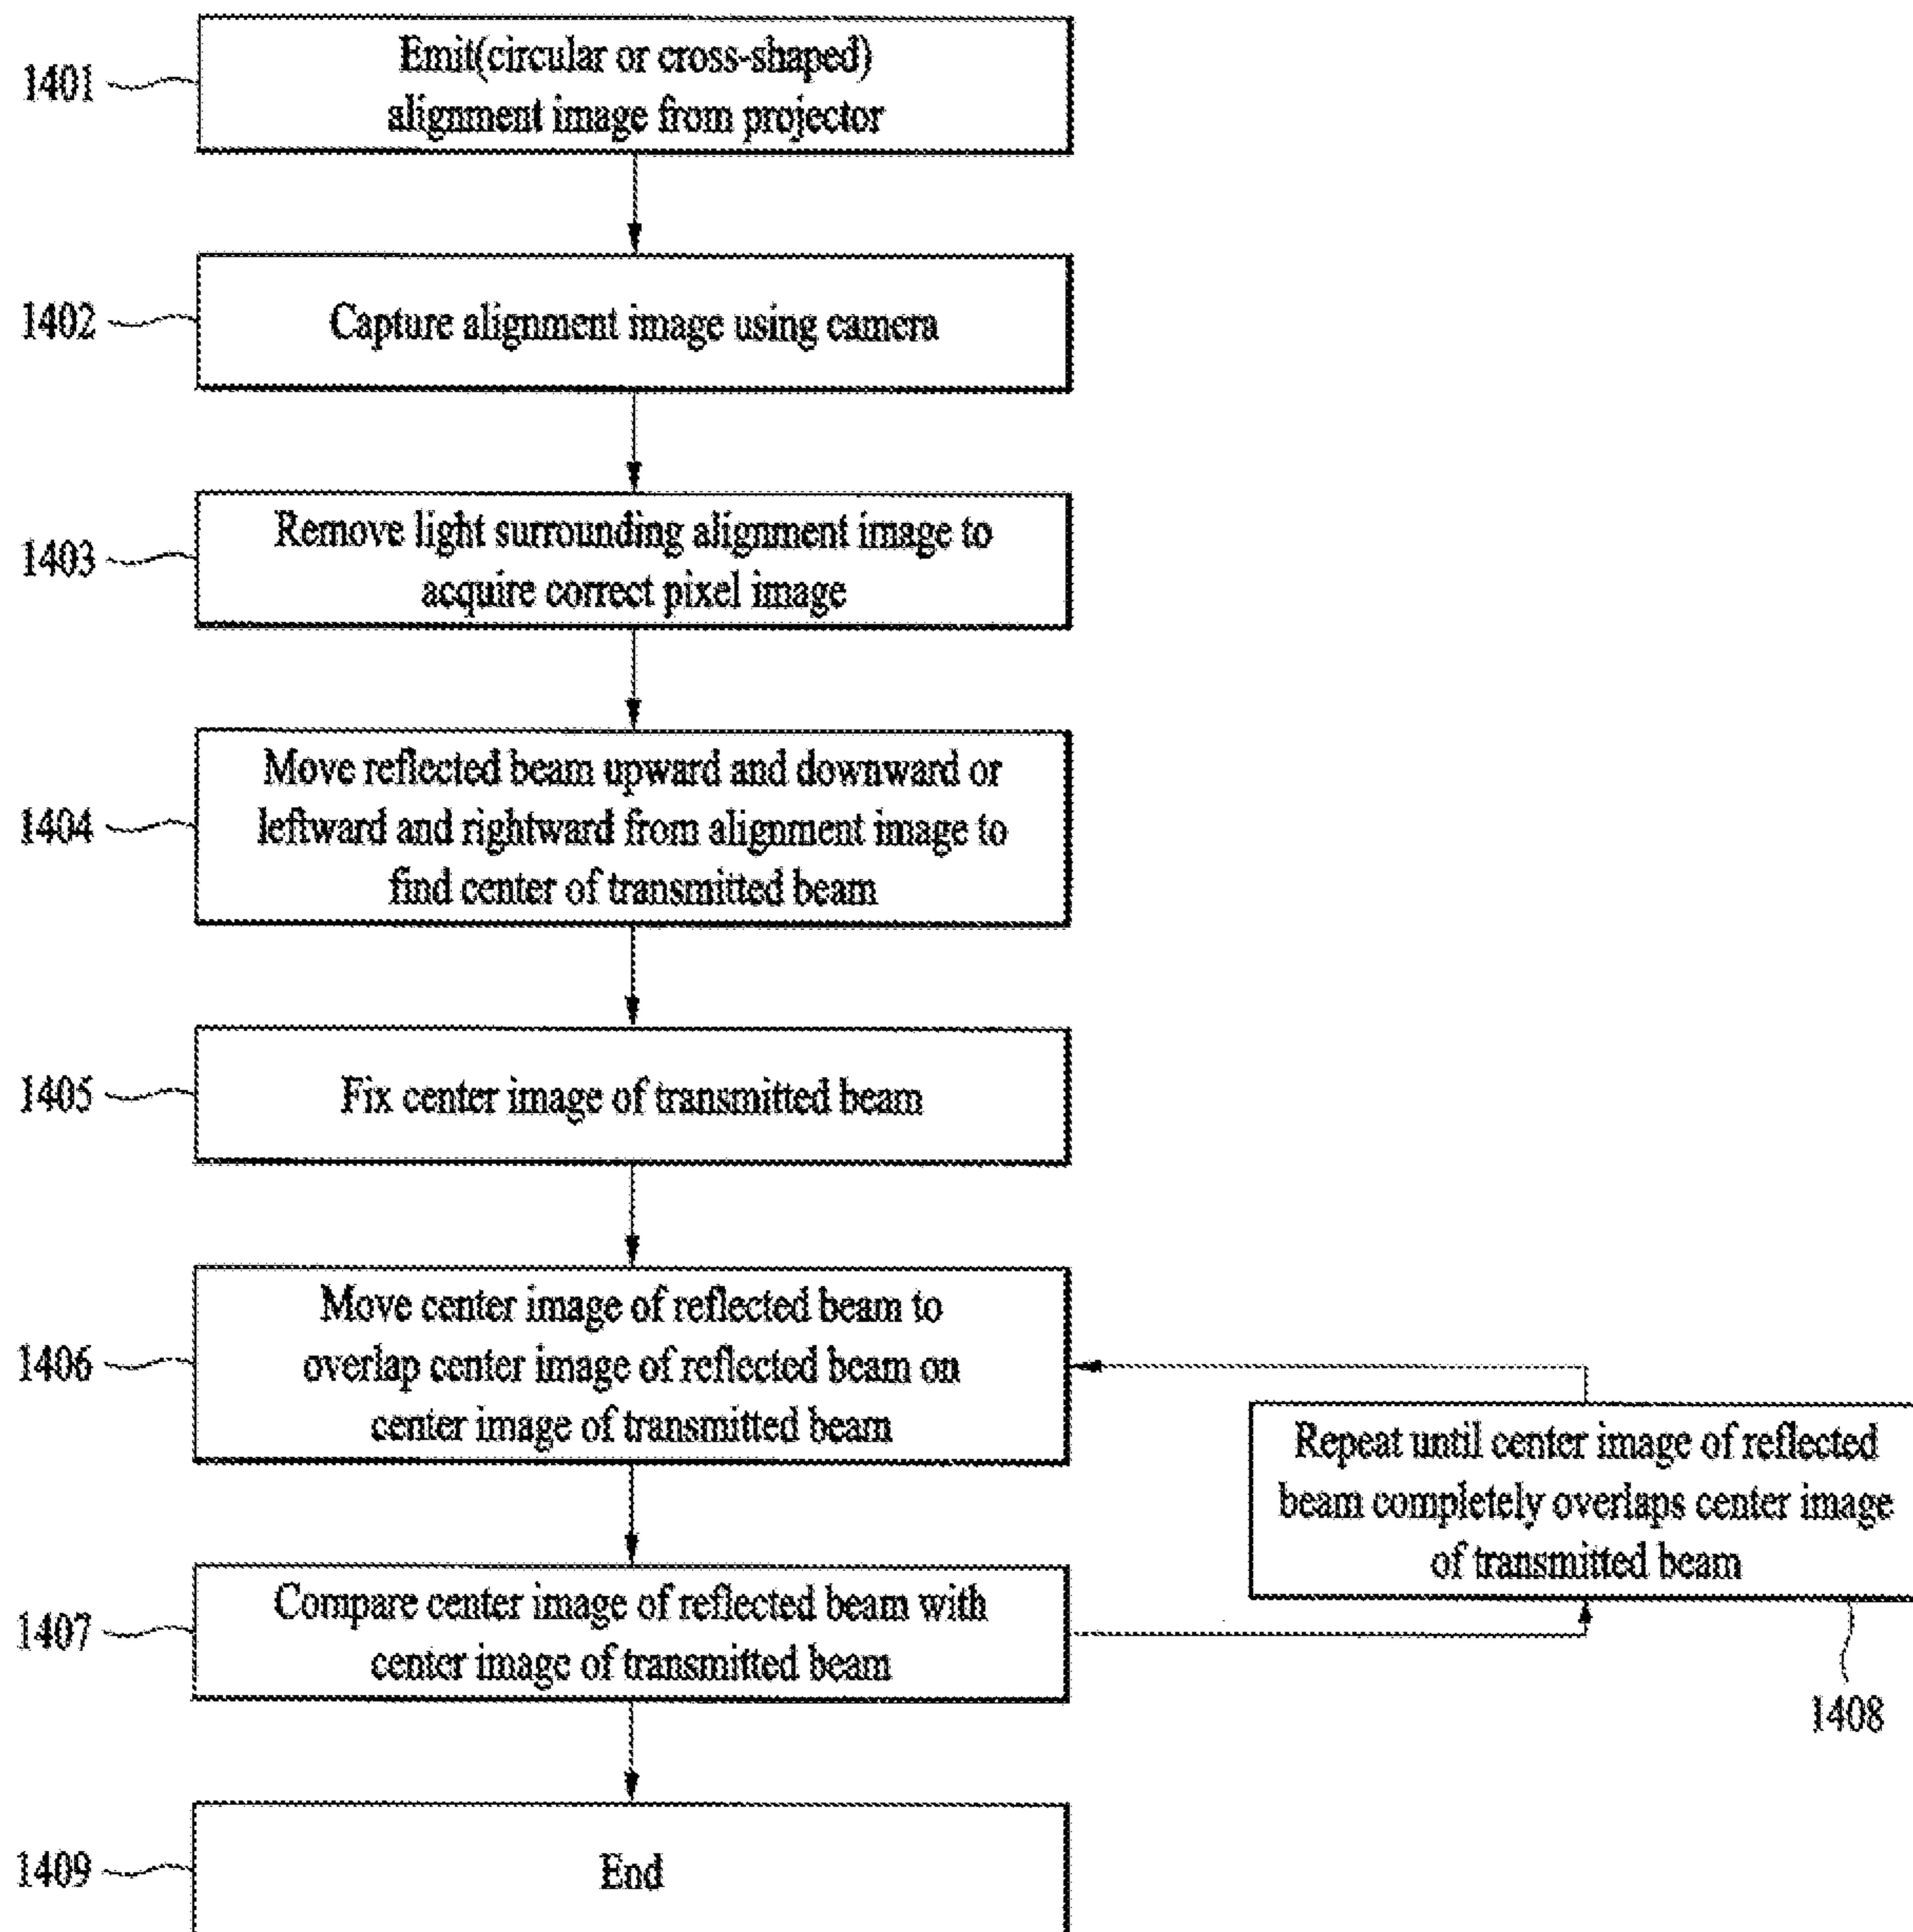 1401
Emit(circular or cross-shaped)
alignment image from projector
1402
Capture alignment image using camera
1403
Remove light surrounding alignment image to
acquire correct pixel image
1404
Move reflected beam upward and downward or
leftward and rightward from alignment image to
find center of transmitted beam
1405
Fix center image of transmitted beam
1406
Move center image of reflected beam to
overlap center image of reflected beam on
center image of transmitted beam
Repeat until center image of reflected
beam completely overlaps center image
of transmitted beam
1408
1407
Compare center image of reflected beam with
center image of transmitted beam
1409
End